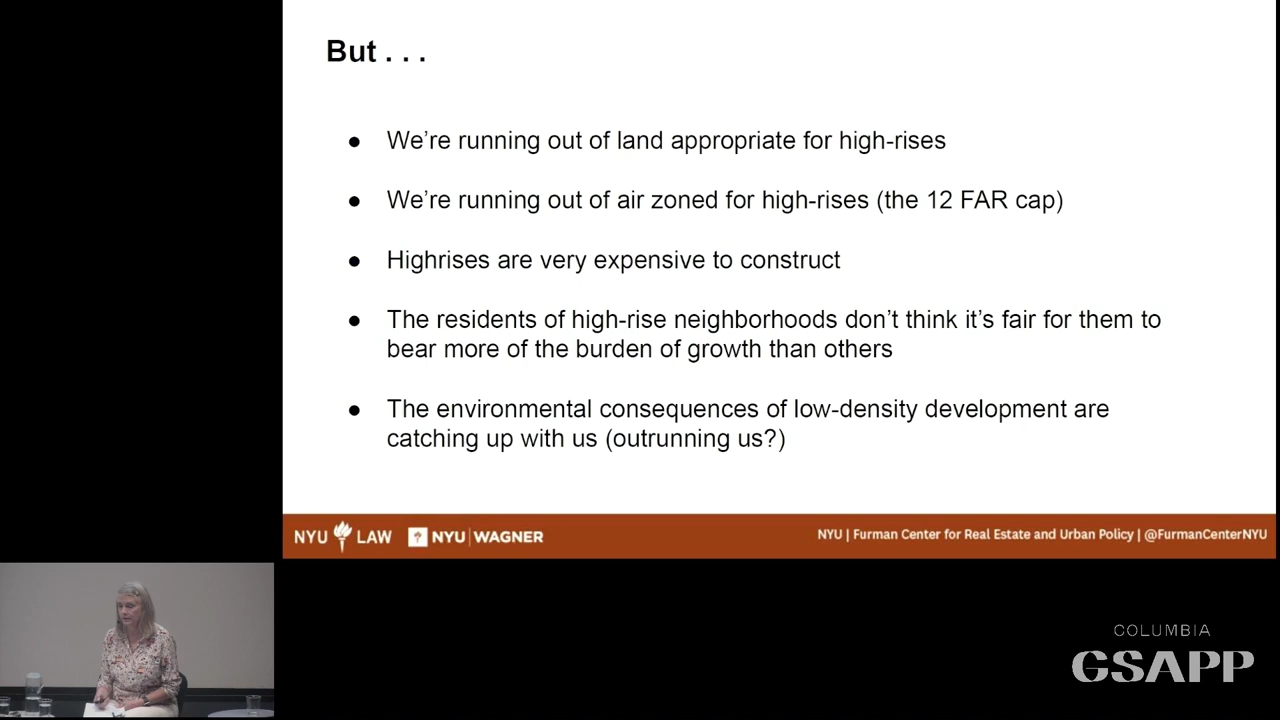 But . . .
● We’re running out of land appropriate for high-rises
● We’re running out of air zoned for high-rises (the 12 FAR cap)
● Highrises are very expensive to construct
● The residents of high-rise neighborhoods don’t think it’s fair for them to
bear more of the burden of growth than others
● The environmental consequences of low-density development are
catching up with us (outrunning us?)
NYU LAW NYU | WAGNER
NYU | Furman Center for Real Estate and Urban Policy | @FurmanCenterNYU
COLUMBIA
GSAPP